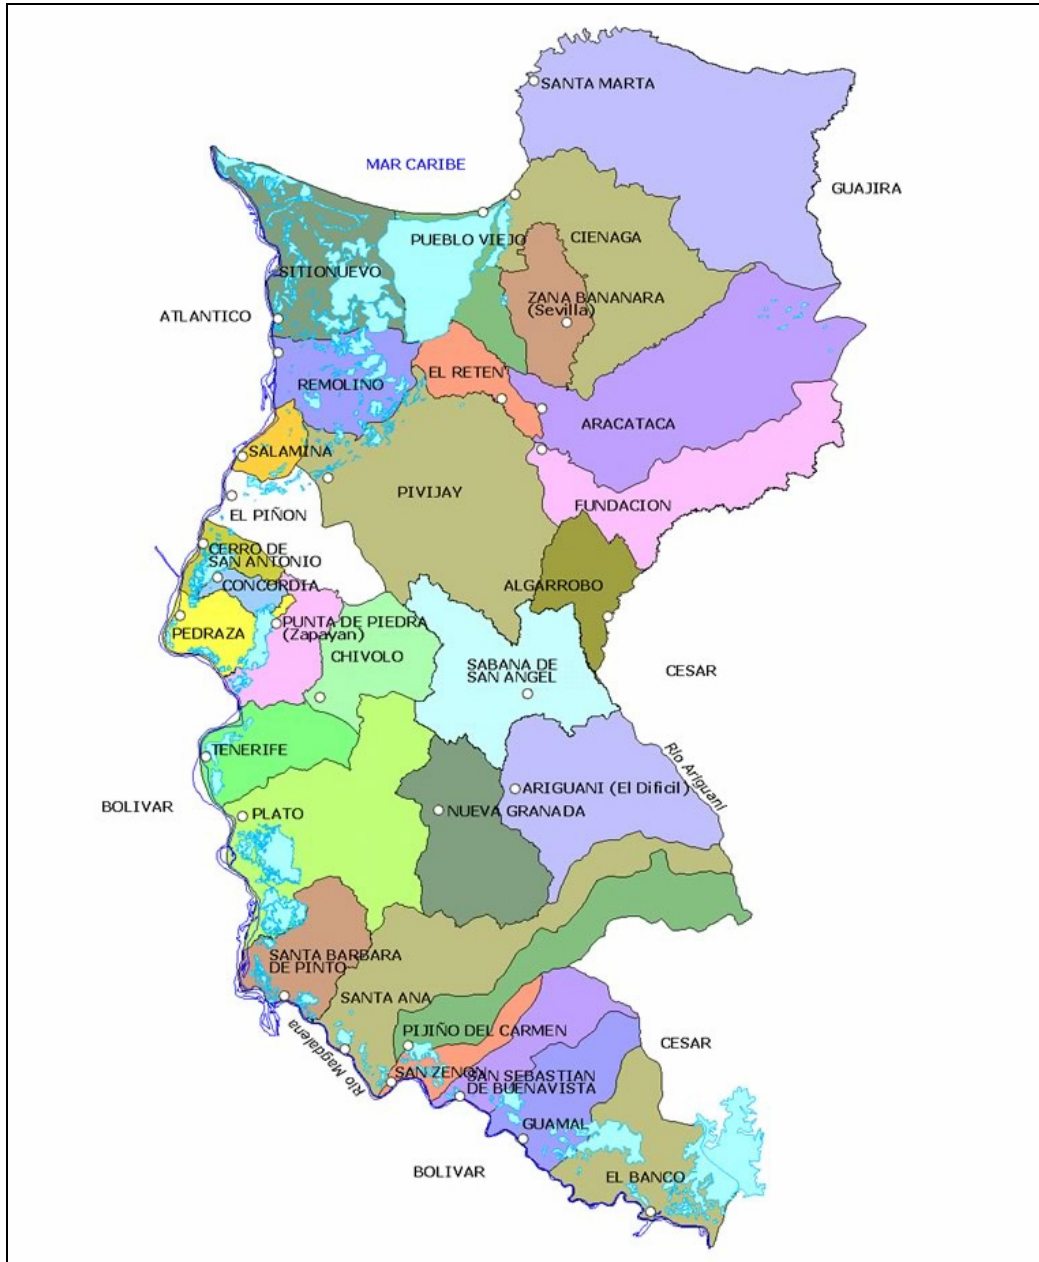 SANTA MARTA
MAR CARIBE
GUAJIRA
PUEBLO VIEJO
CIENAGA
SITIONUEVO
ZANA BANANARA
(Sevilla)
ATLANTICO
EL RETEN
REMOLINO
ARACATACA
SALAMINA
PIVIJAY
FUNDACION
EL PIÑON
CERRO DE
SAN ANTONIO
CONCORDIA
ALGARROBO
PUNTA DE PIEDRA
(Zapayan)
PEDRAZA
CHIVOLO
SABANA DE
SAN ANGEL
CESAR
TENERIFE
Río Ariguaní
ARIGUANI (El Dificil)
BOLIVAR
PLATO
NUEVA GRANADA
SANTA BARBARA
DE PINTO
SANTA ANA
Río Magdalena
PIJIÑO DEL CARMEN
CESAR
SAN ZENON
SAN SEBASTIAN
DE BUENAVISTA
GUAMAL
BOLIVAR
EL BANCO